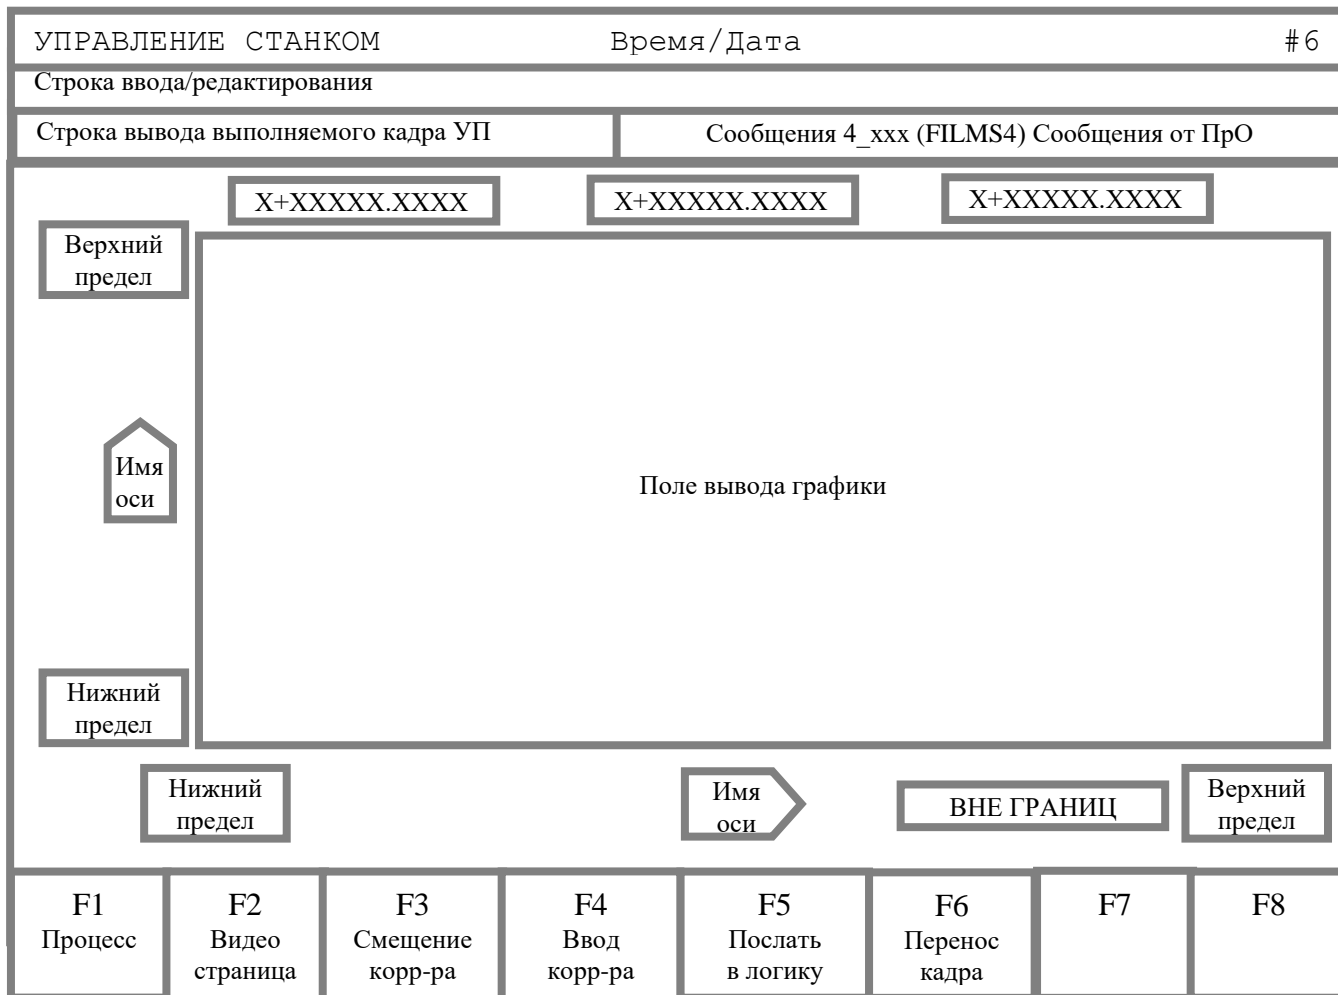 УПРАВЛЕНИЕ СТАНКОМ Время/Дата #6
Строка ввода/редактирования
Строка вывода выполняемого кадра УП Сообщения 4_xxx (FILMS4) Сообщения от ПрО
X+XXXXX.XXXX X+XXXXX.XXXX X+XXXXX.XXXX
Верхний
предел
Имя
оси
Поле вывода графики
Нижний
предел
Нижний
предел
Имя
оси
ВНЕ ГРАНИЦ
Верхний
предел
F1
Процесс
F2
Видео
страница
F3
Смещение
корр-ра
F4
Ввод
корр-ра
F5
Послать
в логику
F6
Перенос
кадра
F7
F8